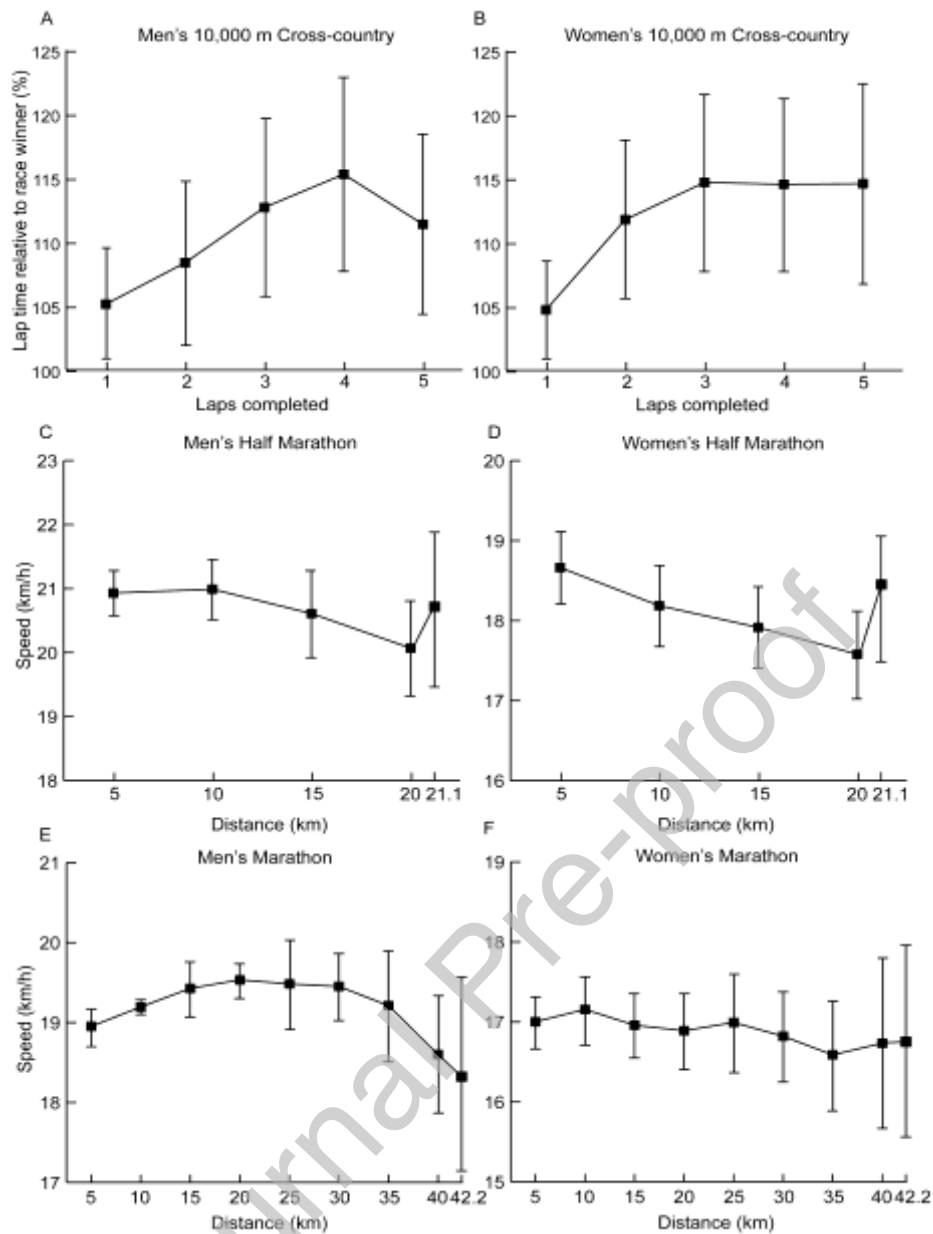 A
Men's 10,000 m Cross-country
B
Women's 10,000 m Cross-country
Lap time relative to race winner (%)
125
120
115
110
105
100
1 2 3 4 5
Laps completed
125
120
115
110
105
100
1 2 3 4 5
Laps completed
C
Men's Half Marathon
D
Women's Half Marathon
Speed (km/h)
23
22
21
20
19
18
5 10 15 20 21.1
Distance (km)
20
19
18
17
16
5 10 15 20 21.1
Distance (km)
E
Men's Marathon
F
Women's Marathon
Speed (km/h)
21
20
19
18
17
5 10 15 20 25 30 35 40 42.2
Distance (km)
19
18
17
16
15
5 10 15 20 25 30 35 40 42.2
Distance (km)
urnal Pre-proof